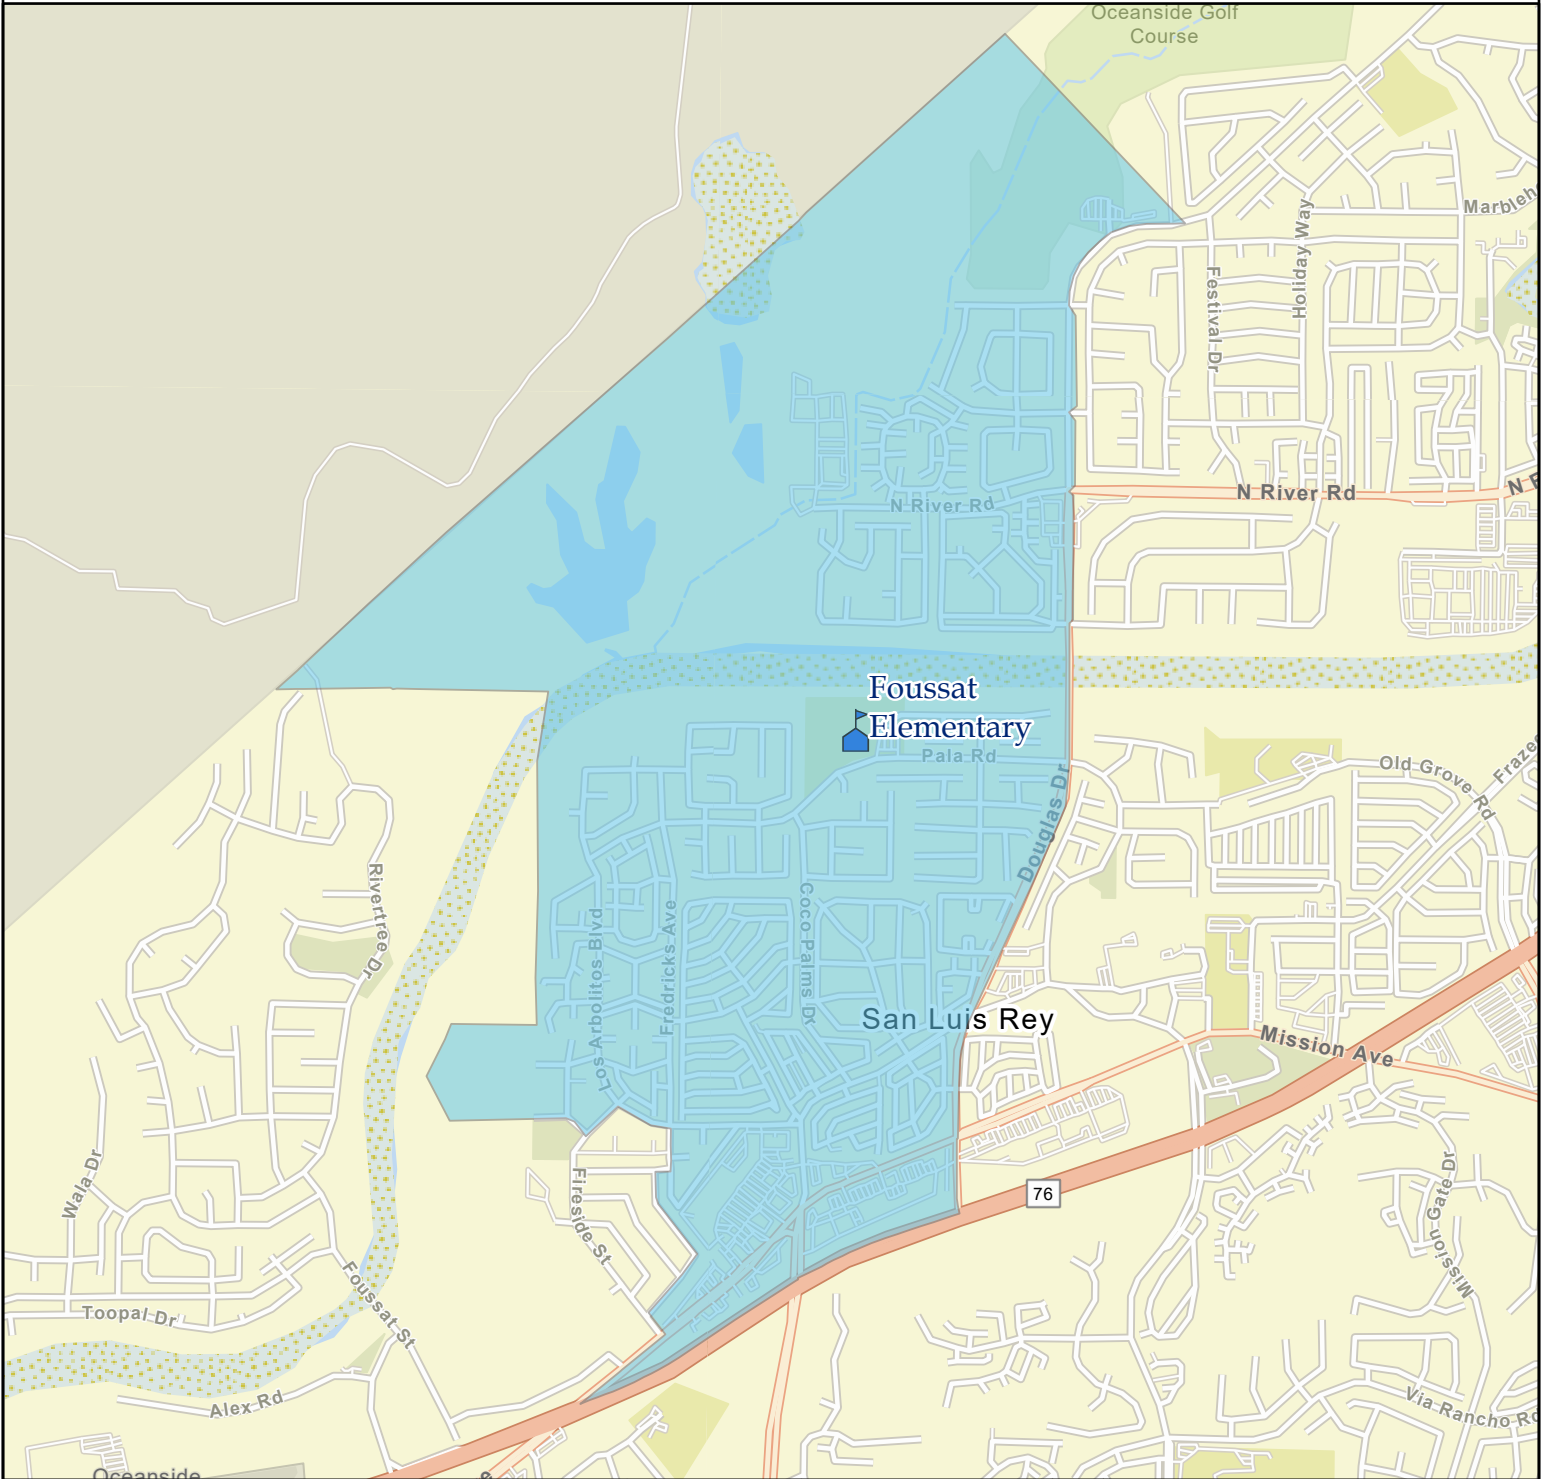 Oceanside Golf
Course
Marbleh
Holiday Way
Festival Dr
N River Rd
N River Rd
N R
Foussat
Elementary
Pala Rd
Douglas Dr
Old Grove Rd
Fraze
Rivertree Dr
Los Arbolitos Blvd
Fredricks Ave
Coco Palms Dr
San Luis Rey
Mission Ave
76
Wala Dr
Fireside St
Mission Gate Dr
Foussat St
Toopal Dr
Alex Rd
Via Rancho Rd
Oceanside